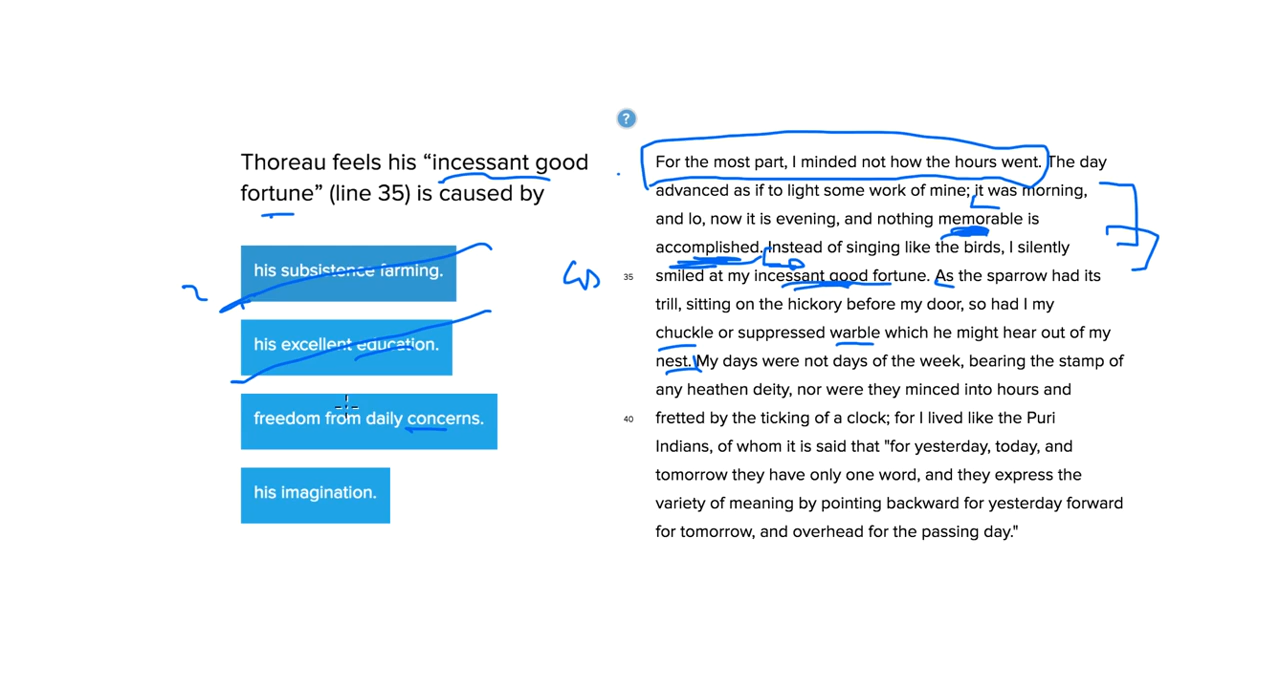 ?
Thoreau feels his “incessant good
fortune” (line 35) is caused by
his subsistence farming.
his excellent education.
freedom from daily concerns.
his imagination.
For the most part, I minded not how the hours went. The day
advanced as if to light some work of mine; it was morning,
and lo, now it is evening, and nothing memorable is
accomplished. Instead of singing like the birds, I silently
35 smiled at my incessant good fortune. As the sparrow had its
trill, sitting on the hickory before my door, so had I my
chuckle or suppressed warble which he might hear out of my
nest. My days were not days of the week, bearing the stamp of
any heathen deity, nor were they minced into hours and
40 fretted by the ticking of a clock; for I lived like the Puri
Indians, of whom it is said that "for yesterday, today, and
tomorrow they have only one word, and they express the
variety of meaning by pointing backward for yesterday forward
for tomorrow, and overhead for the passing day."